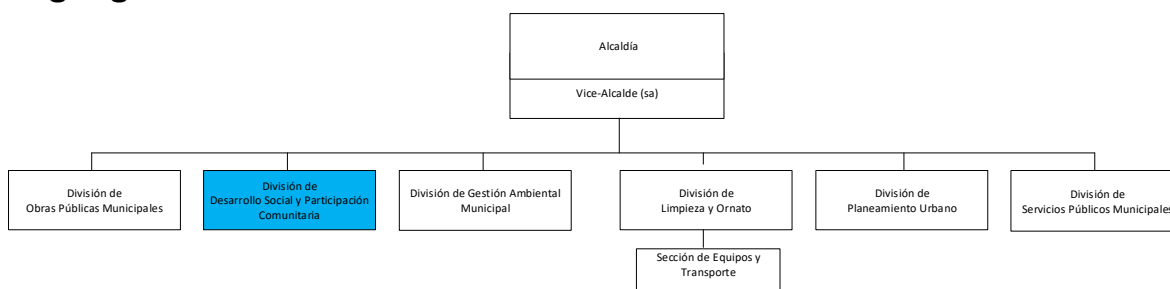 Alcaldía
Vice-Alcalde (sa)
División de
Obras Públicas Municipales
División de
Desarrollo Social y Participación
Comunitaria
División de Gestión Ambiental
Municipal
División de
Limpieza y Ornato
División de
Planeamiento Urbano
División de
Servicios Públicos Municipales
Sección de Equipos y
Transporte